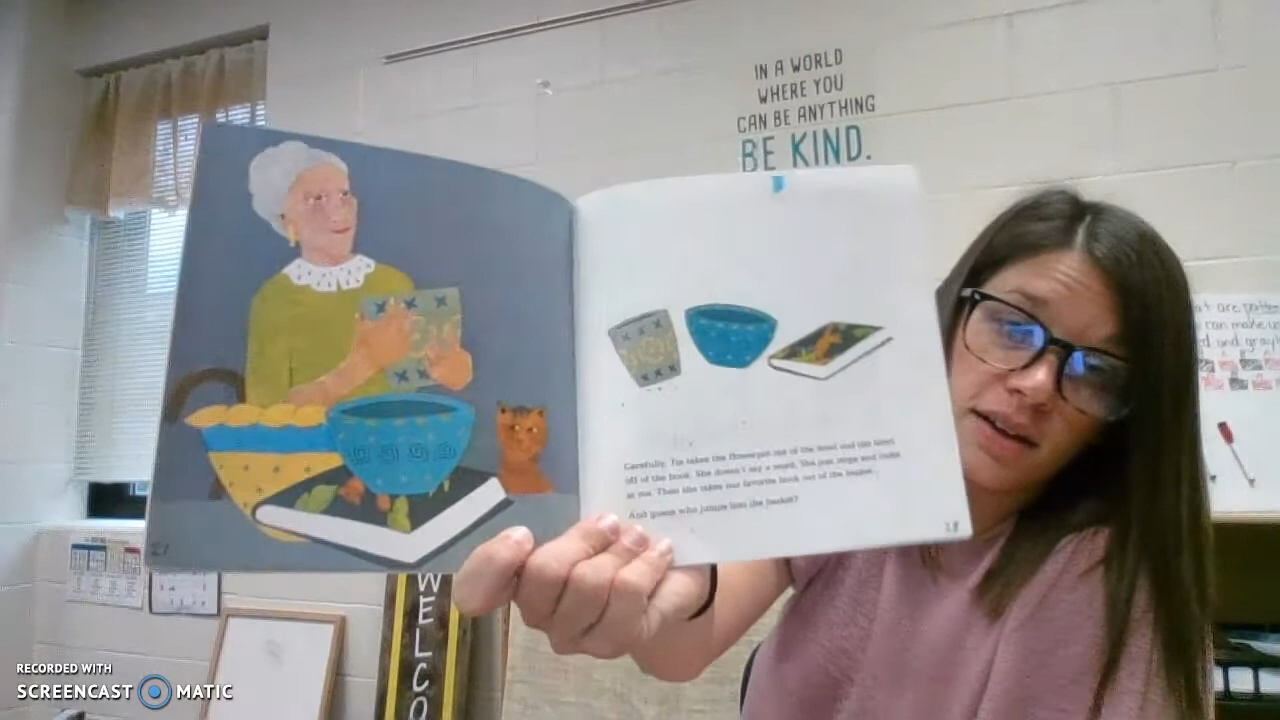 IN A WORLD
WHERE YOU
CAN BE ANYTHING
BE KIND.
Carefully, I'm takes the flowerpot out of the bowl and the bowl
off of the book. She doesn't say a word. She just stops and looks
at me. Then she takes our favorite book out of the basket.
And guess who jumps into the basket?
18
WELCO
can make
RECORDED WITH
SCREENCAST MATIC